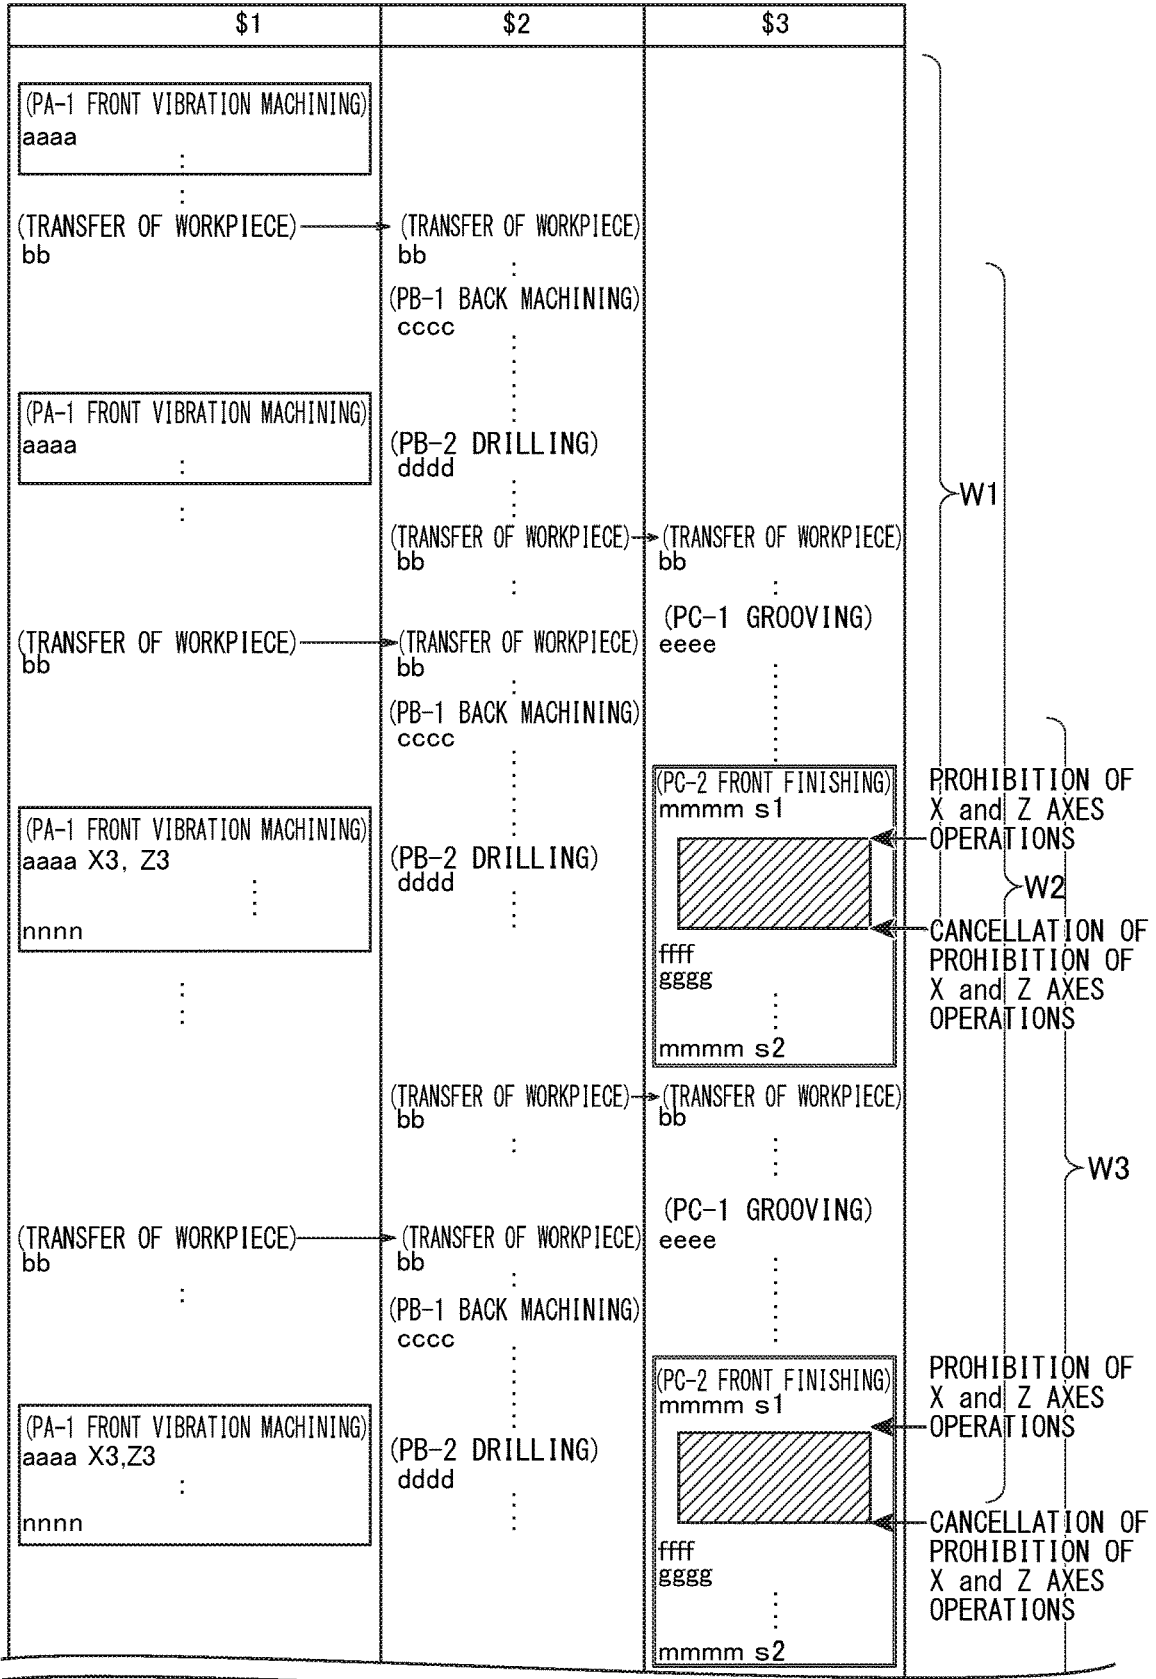 $1 $2 $3
(PA-1 FRONT VIBRATION MACHINING)
aaaa
(TRANSFER OF WORKPIECE) (TRANSFER OF WORKPIECE)
bb bb
(PB-1 BACK MACHINING)
cccc
(PA-1 FRONT VIBRATION MACHINING)
aaaa
(PB-2 DRILLING)
dddd
W1
(TRANSFER OF WORKPIECE) (TRANSFER OF WORKPIECE)
bb bb
(PC-1 GROOVING)
eeee
(TRANSFER OF WORKPIECE) (TRANSFER OF WORKPIECE)
bb bb
(PB-1 BACK MACHINING)
cccc
(PC-2 FRONT FINISHING)
mmmm s1
PROHIBITION OF
X and Z AXES
OPERATIONS
(PA-1 FRONT VIBRATION MACHINING)
aaaa X3, Z3
nnnn
(PB-2 DRILLING)
dddd
W2
CANCELLATION OF
PROHIBITION OF
X and Z AXES
OPERATIONS
ffff
gggg
mmmm s2
(TRANSFER OF WORKPIECE) (TRANSFER OF WORKPIECE)
bb bb
W3
(PC-1 GROOVING)
eeee
(TRANSFER OF WORKPIECE) (TRANSFER OF WORKPIECE)
bb bb
(PB-1 BACK MACHINING)
cccc
(PC-2 FRONT FINISHING)
mmmm s1
PROHIBITION OF
X and Z AXES
OPERATIONS
(PA-1 FRONT VIBRATION MACHINING)
aaaa X3,Z3
nnnn
(PB-2 DRILLING)
dddd
CANCELLATION OF
PROHIBITION OF
X and Z AXES
OPERATIONS
ffff
gggg
mmmm s2